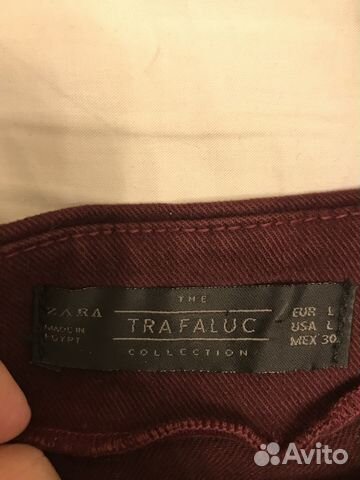 THE
ZARA
TRAFALUC
MADE IN
EGYPT
COLLECTION
EUR L
USA L
MEX 30
Avito